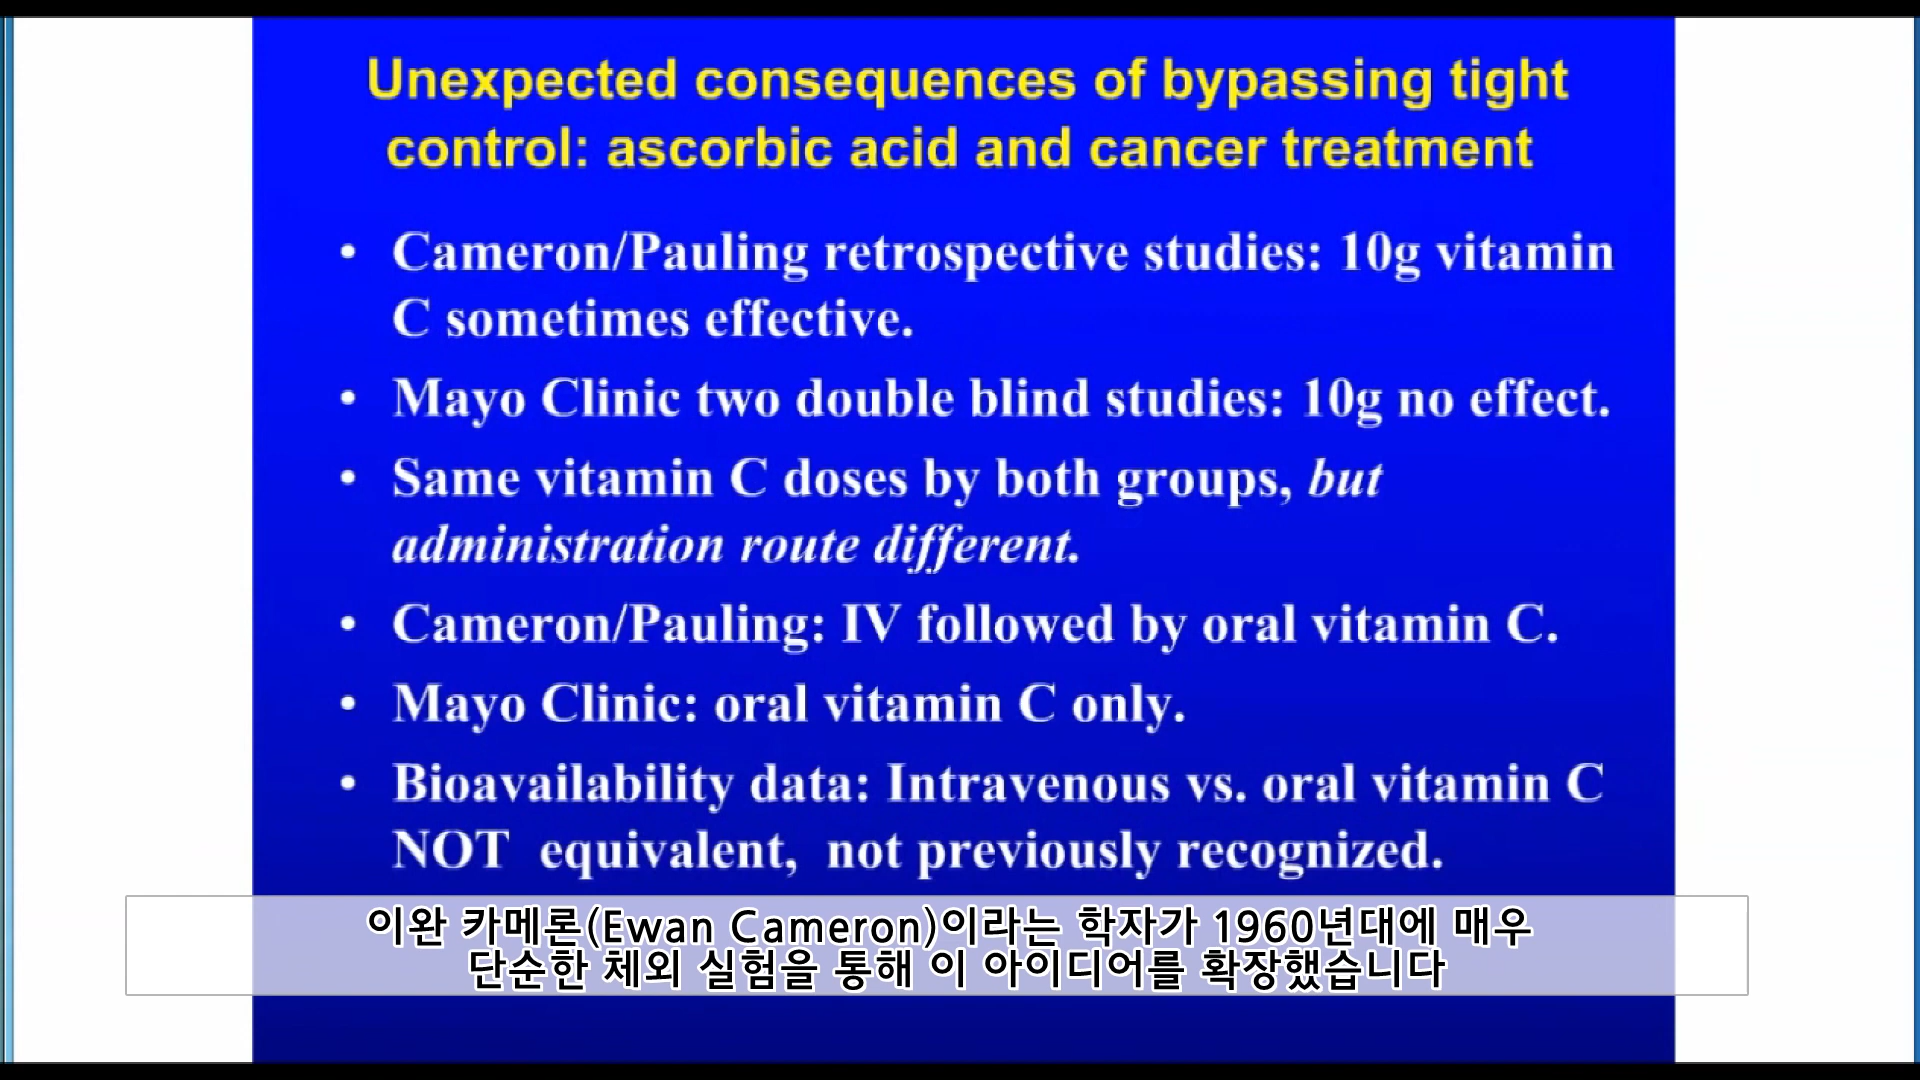 Unexpected consequences of bypassing tight
control: ascorbic acid and cancer treatment
• Cameron/Pauling retrospective studies: 10g vitamin
C sometimes effective.
• Mayo Clinic two double blind studies: 10g no effect.
• Same vitamin C doses by both groups, but
administration route different.
• Cameron/Pauling: IV followed by oral vitamin C.
• Mayo Clinic: oral vitamin C only.
• Bioavailability data: Intravenous vs. oral vitamin C
NOT equivalent, not previously recognized.
이완 카메론(Ewan Cameron)이라는 학자가 1960년대에 매우
단순한 체외 실험을 통해 이 아이디어를 확장했습니다